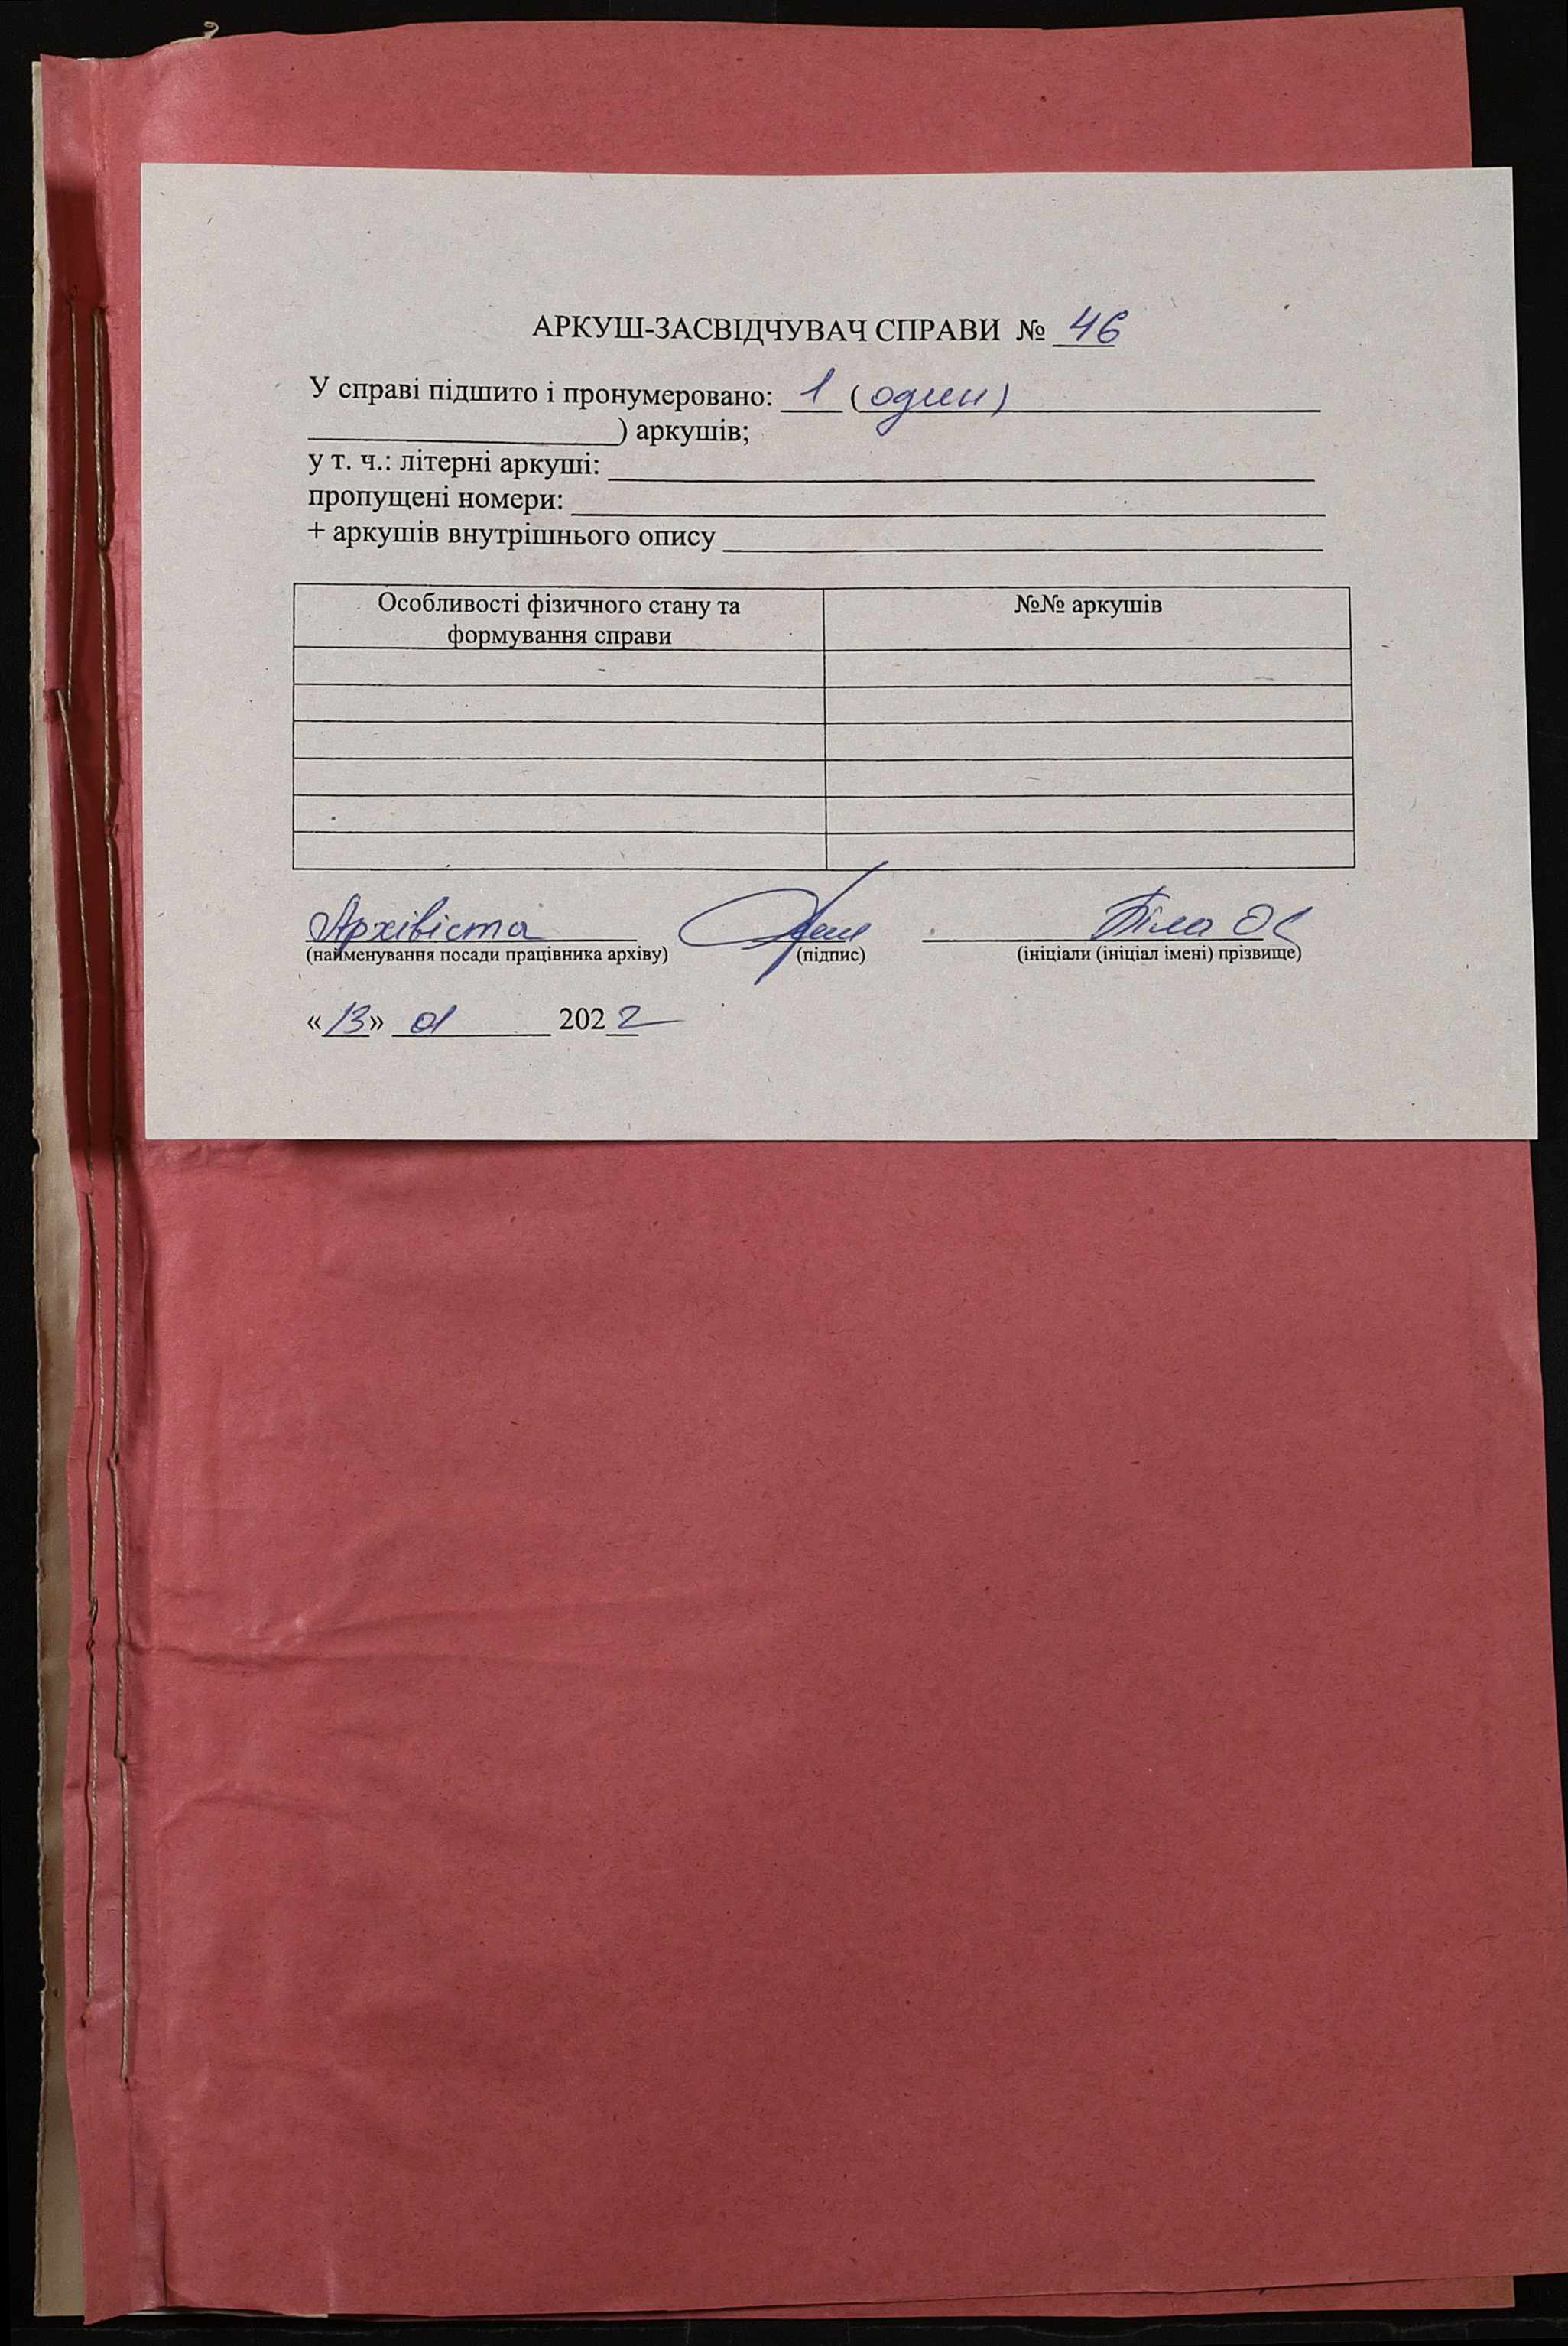 АРКУШ-ЗАСВІДЧУВАЧ СПРАВИ № 46
У справі підшито і пронумеровано: 1 (один)
) аркушів;
у т. ч.: літерні аркуші:
пропущені номери:
+ аркушів внутрішнього опису
Особливості фізичного стану та
формування справи
№№ аркушів
Архівіста Біла ОС
(найменування посади працівника архіву) (підпис) (ініціали (ініціал імені) прізвище)
«13» 01 2022